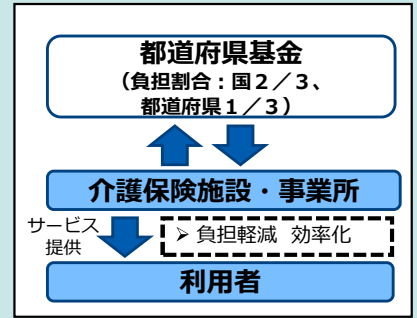 都道府県基金
（負担割合：国２／３、
都道府県１／３）
介護保険施設・事業所
サービス
提供
➢ 負担軽減 効率化
利用者